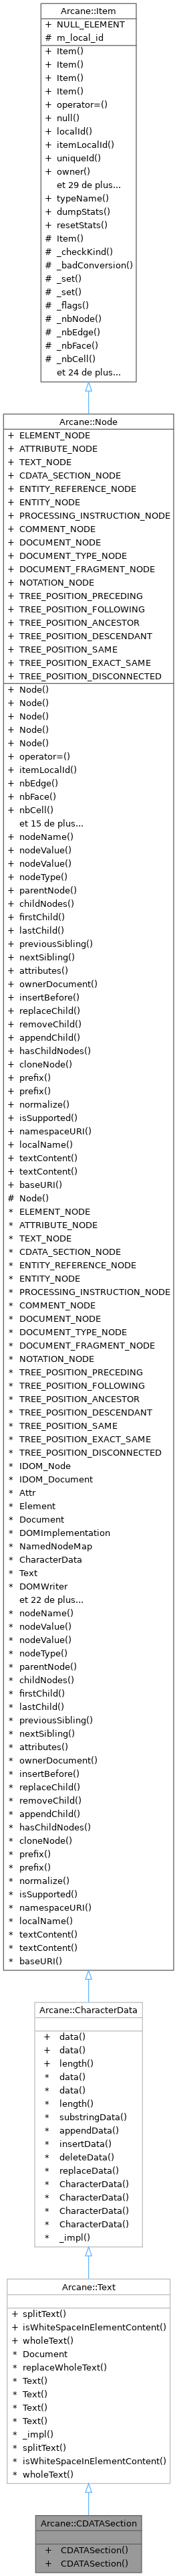 Arcane::Item
+ NULL_ELEMENT
# m_local_id
+ Item()
+ Item()
+ Item()
+ Item()
+ operator=()
+ null()
+ localId()
+ itemLocalId()
+ uniqueId()
+ owner()
et 29 de plus...
+ typeName()
+ dumpStats()
+ resetStats()
# Item()
# _checkKind()
# _badConversion()
# _set()
# _set()
# _flags()
# _nbNode()
# _nbEdge()
# _nbFace()
# _nbCell()
et 24 de plus...
Arcane::Node
+ ELEMENT_NODE
+ ATTRIBUTE_NODE
+ TEXT_NODE
+ CDATA_SECTION_NODE
+ ENTITY_REFERENCE_NODE
+ ENTITY_NODE
+ PROCESSING_INSTRUCTION_NODE
+ COMMENT_NODE
+ DOCUMENT_NODE
+ DOCUMENT_TYPE_NODE
+ DOCUMENT_FRAGMENT_NODE
+ NOTATION_NODE
+ TREE_POSITION_PRECEDING
+ TREE_POSITION_FOLLOWING
+ TREE_POSITION_ANCESTOR
+ TREE_POSITION_DESCENDANT
+ TREE_POSITION_SAME
+ TREE_POSITION_EXACT_SAME
+ TREE_POSITION_DISCONNECTED
+ Node()
+ Node()
+ Node()
+ Node()
+ Node()
+ operator=()
+ itemLocalId()
+ nbEdge()
+ nbFace()
+ nbCell()
et 15 de plus...
+ nodeName()
+ nodeValue()
+ nodeValue()
+ nodeType()
+ parentNode()
+ childNodes()
+ firstChild()
+ lastChild()
+ previousSibling()
+ nextSibling()
+ attributes()
+ ownerDocument()
+ insertBefore()
+ replaceChild()
+ removeChild()
+ appendChild()
+ hasChildNodes()
+ cloneNode()
+ prefix()
+ prefix()
+ normalize()
+ isSupported()
+ namespaceURI()
+ localName()
+ textContent()
+ textContent()
+ baseURI()
# Node()
* ELEMENT_NODE
* ATTRIBUTE_NODE
* TEXT_NODE
* CDATA_SECTION_NODE
* ENTITY_REFERENCE_NODE
* ENTITY_NODE
* PROCESSING_INSTRUCTION_NODE
* COMMENT_NODE
* DOCUMENT_NODE
* DOCUMENT_TYPE_NODE
* DOCUMENT_FRAGMENT_NODE
* NOTATION_NODE
* TREE_POSITION_PRECEDING
* TREE_POSITION_FOLLOWING
* TREE_POSITION_ANCESTOR
* TREE_POSITION_DESCENDANT
* TREE_POSITION_SAME
* TREE_POSITION_EXACT_SAME
* TREE_POSITION_DISCONNECTED
* IDOM_Node
* IDOM_Document
* Attr
* Element
* Document
* DOMImplementation
* NamedNodeMap
* CharacterData
* Text
* DOMWriter
et 22 de plus...
* nodeName()
* nodeValue()
* nodeValue()
* nodeType()
* parentNode()
* childNodes()
* firstChild()
* lastChild()
* previousSibling()
* nextSibling()
* attributes()
* ownerDocument()
* insertBefore()
* replaceChild()
* removeChild()
* appendChild()
* hasChildNodes()
* cloneNode()
* prefix()
* prefix()
* normalize()
* isSupported()
* namespaceURI()
* localName()
* textContent()
* textContent()
* baseURI()
Arcane::CharacterData
+ data()
+ data()
+ length()
* data()
* data()
* length()
* substringData()
* appendData()
* insertData()
* deleteData()
* replaceData()
* CharacterData()
* CharacterData()
* CharacterData()
* CharacterData()
* _impl()
Arcane::Text
+ splitText()
+ isWhiteSpaceInElementContent()
+ wholeText()
* Document
* replaceWholeText()
* Text()
* Text()
* Text()
* Text()
* _impl()
* splitText()
* isWhiteSpaceInElementContent()
* wholeText()
Arcane::CDATASection
+ CDATASection()
+ CDATASection()